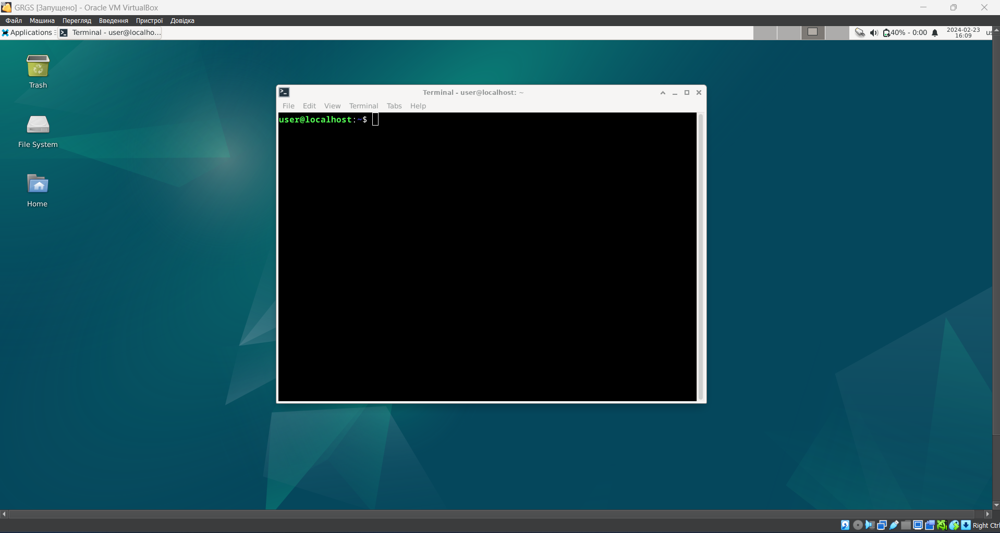 GRGS [Запущено] - Oracle VM VirtualBox
Файл Машина Перегляд Введення Пристрої Довідка
Applications Terminal - user@localho... 40% - 0:00 2024-02-23 us
16:09
Trash
File System
Home
Terminal - user@localhost: ~
File Edit View Terminal Tabs Help
user@localhost:~$
Right Ctrl